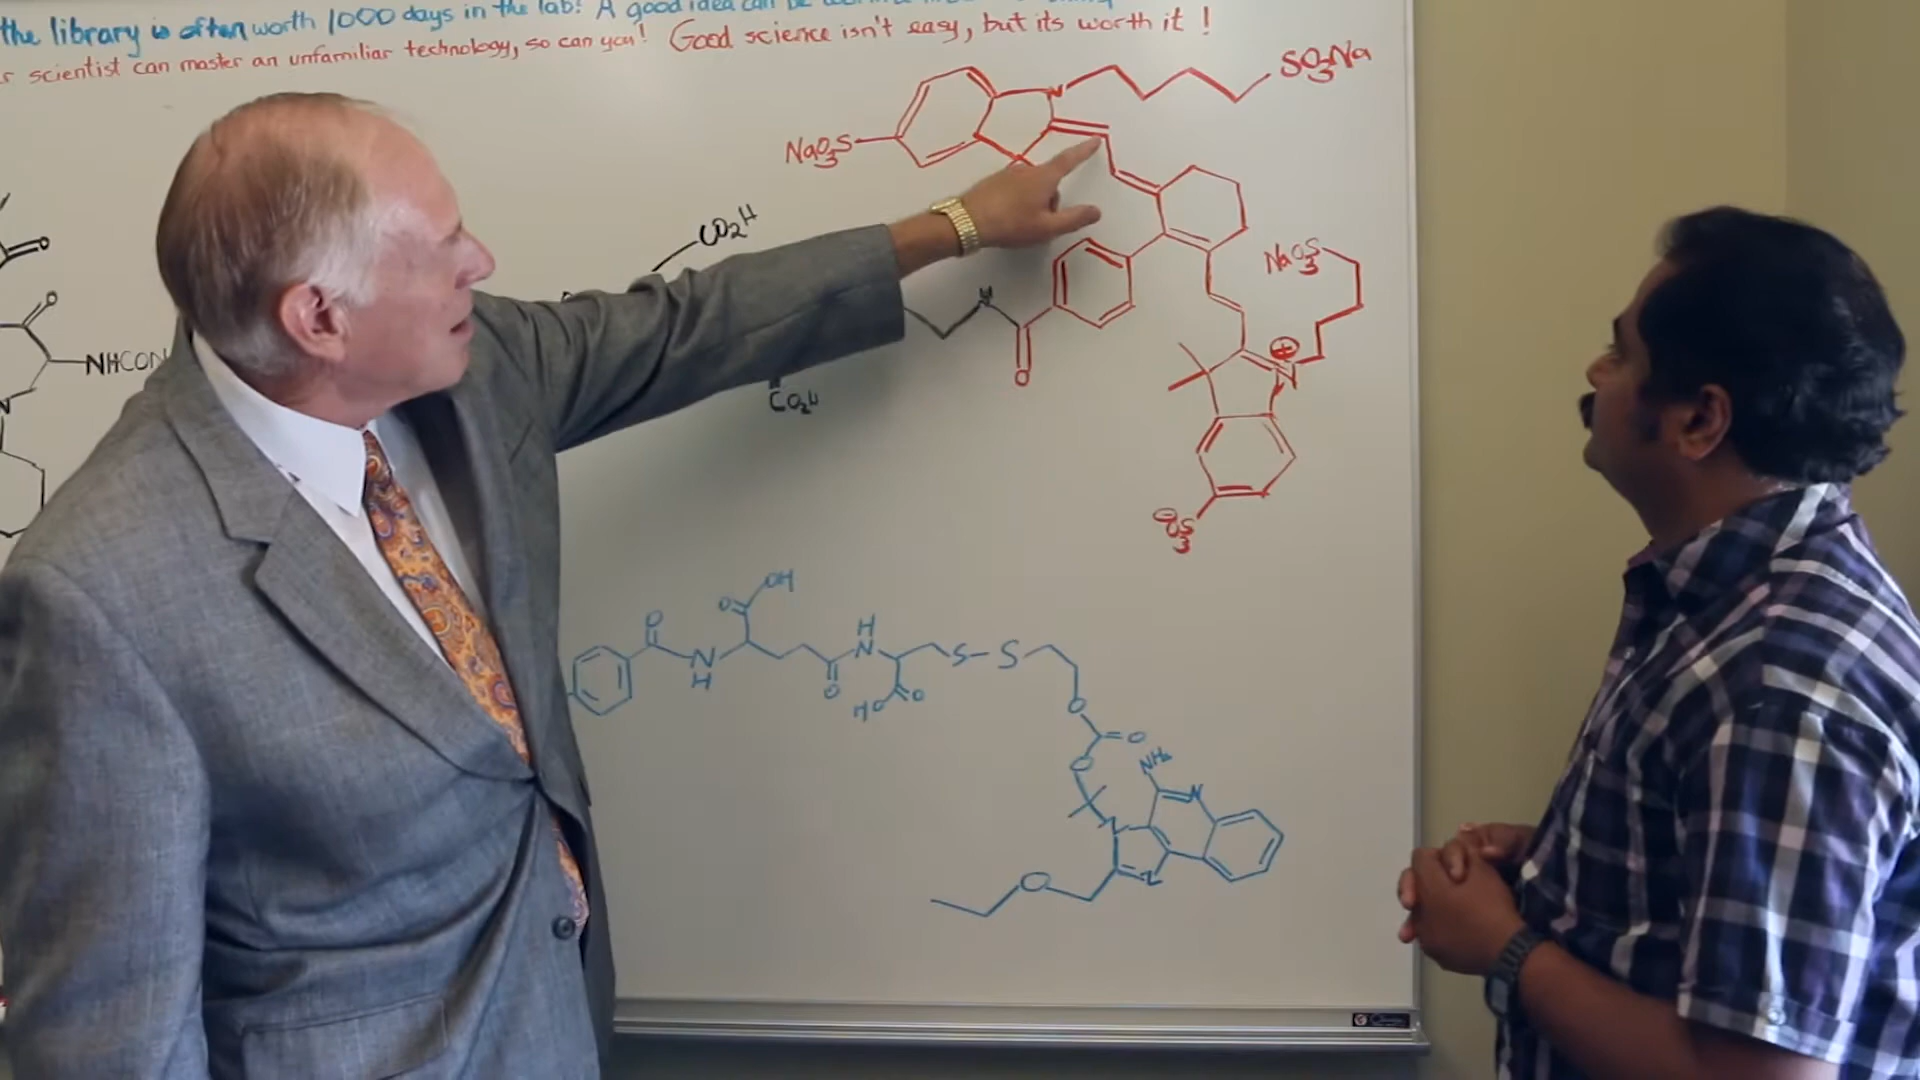 the library is often worth 1000 days in the lab! A good idea can be
scientist can master an unfamiliar technology, so can you! Good science isn't easy, but its worth it !
SO3Na
N
NaO3S
CO2H
O
NaO3S
O
H
N
NHCON
⊕
N
O
CO2H
N
⊖O3S
OH
O
O
H
N
N
H
S-S
O
HO
O
O
O
O
NH2
N
N
O
N